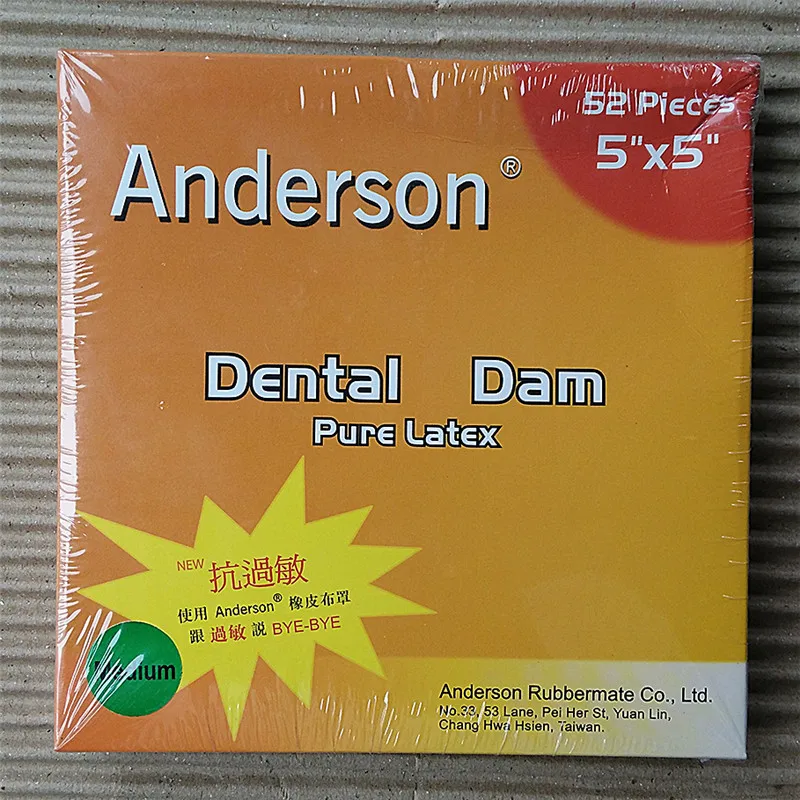 52 Pieces
5"x5"
Anderson®
Dental Dam
Pure Latex
NEW 抗過敏
使用 Anderson® 橡皮布罩
跟 過敏 説 BYE-BYE
Medium
Anderson Rubbermate Co., Ltd.
No.33, 53 Lane, Pei Her St, Yuan Lin,
Chang Hwa Hsien, Taiwan.